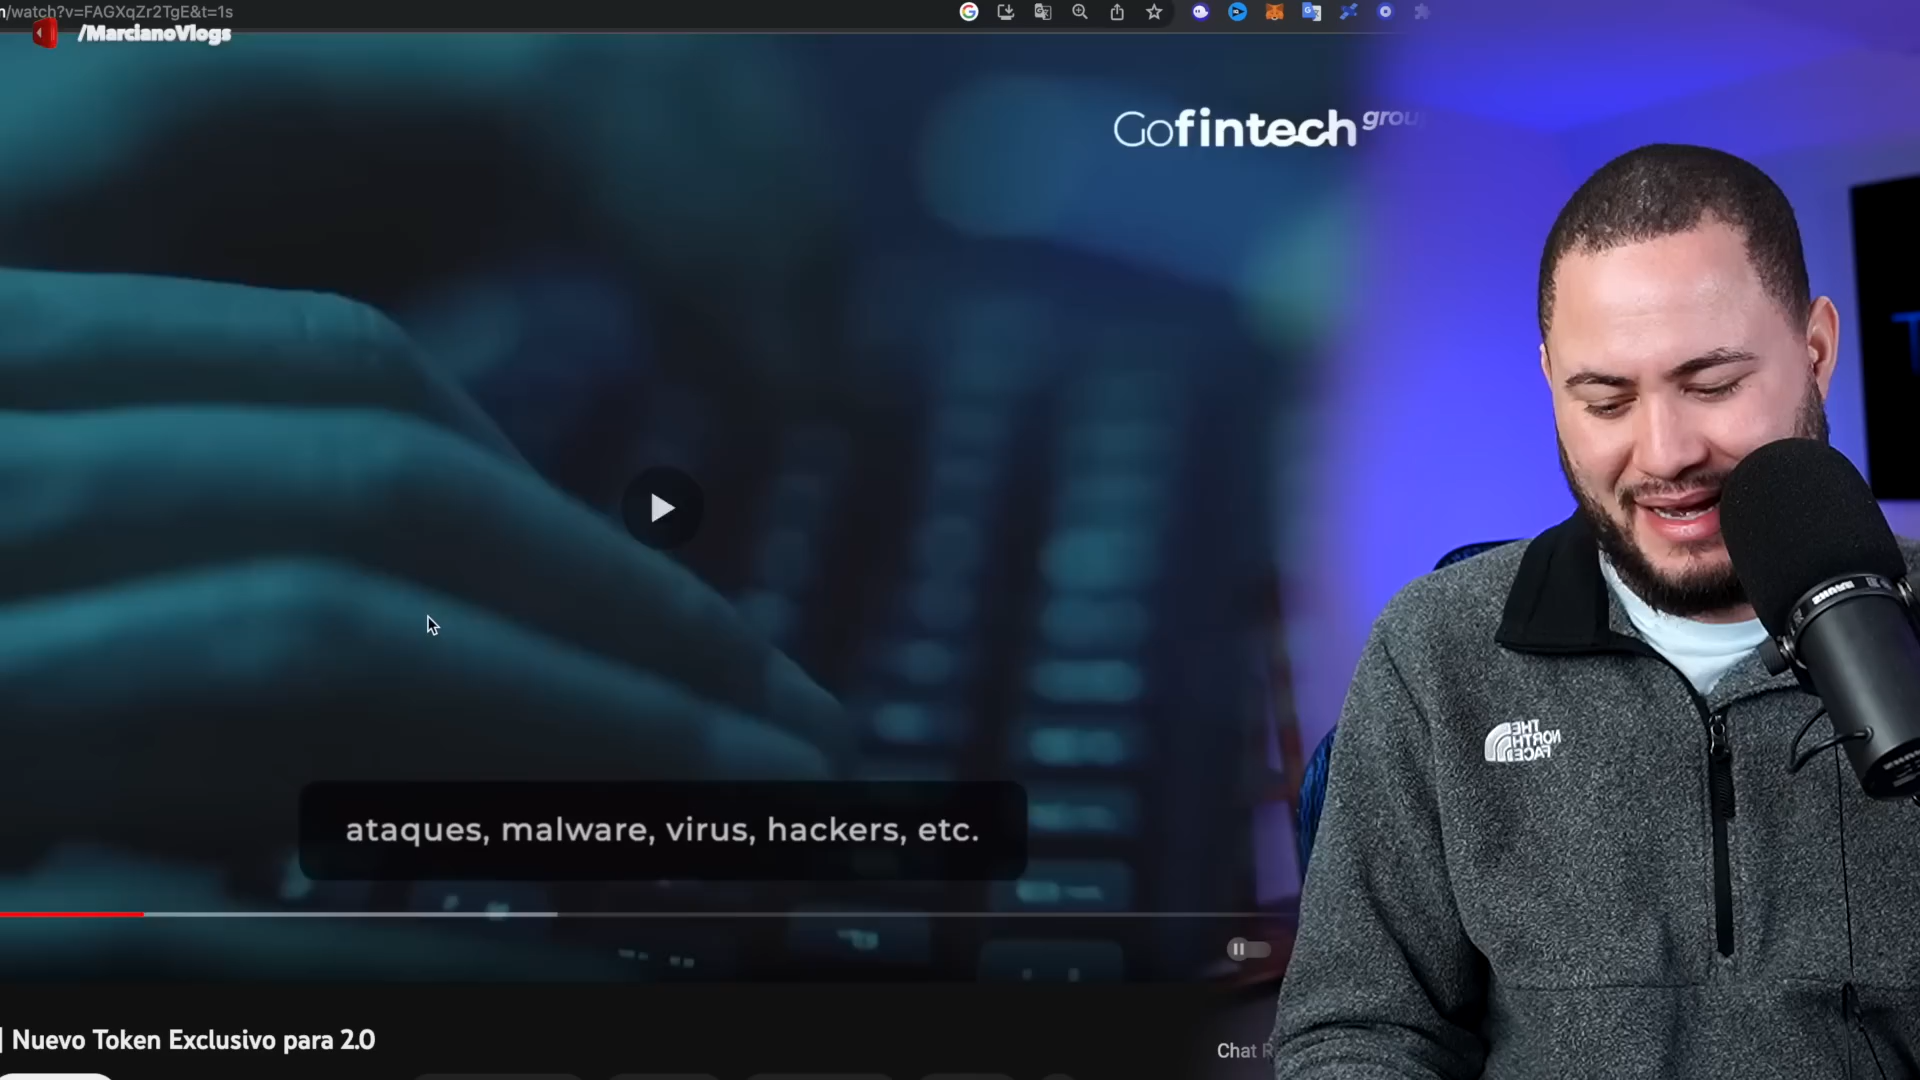 /watch?v=FAGXqZr2TgE&t=1s
/MarcianoVlogs
Gofintech group
ataques, malware, virus, hackers, etc.
| Nuevo Token Exclusivo para 2.0
Chat R
THE
NORTH
FACE